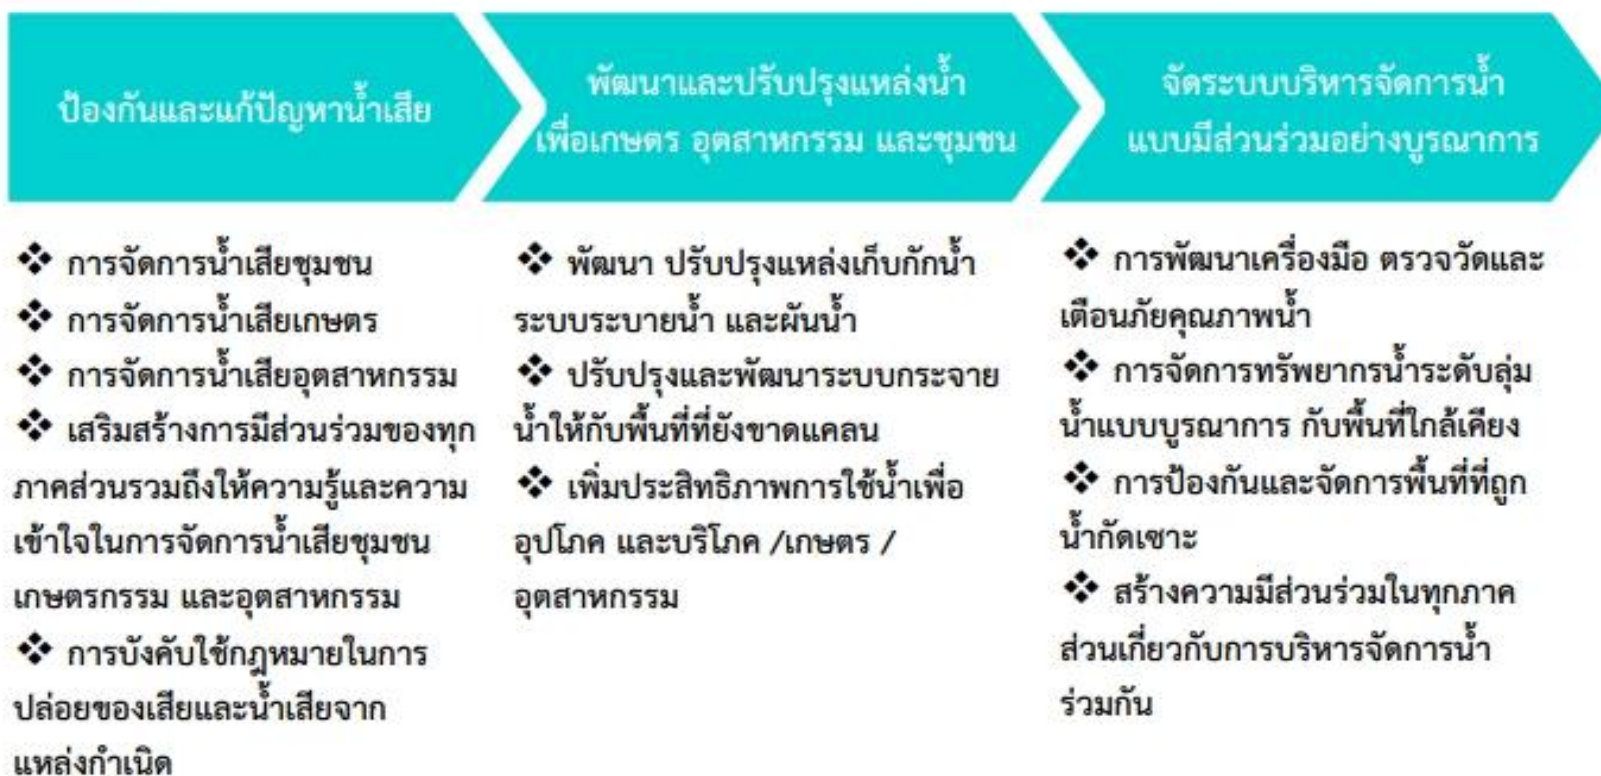 ป้องกันและแก้ปัญหาน้ำเสีย
❖ การจัดการน้ำเสียชุมชน
❖ การจัดการน้ำเสียเกษตร
❖ การจัดการน้ำเสียอุตสาหกรรม
❖ เสริมสร้างการมีส่วนร่วมของทุก
ภาคส่วนรวมถึงให้ความรู้และความ
เข้าใจในการจัดการน้ำเสียชุมชน
เกษตรกรรม และอุตสาหกรรม
❖ การบังคับใช้กฎหมายในการ
ปล่อยของเสียและน้ำเสียจาก
แหล่งกำเนิด
พัฒนาและปรับปรุงแหล่งน้ำ
เพื่อเกษตร อุตสาหกรรม และชุมชน
❖ พัฒนา ปรับปรุงแหล่งเก็บกักน้ำ
ระบบระบายน้ำ และผันน้ำ
❖ ปรับปรุงและพัฒนาระบบกระจาย
น้ำให้กับพื้นที่ที่ยังขาดแคลน
❖ เพิ่มประสิทธิภาพการใช้น้ำเพื่อ
อุปโภค และบริโภค /เกษตร /
อุตสาหกรรม
จัดระบบบริหารจัดการน้ำ
แบบมีส่วนร่วมอย่างบูรณาการ
❖ การพัฒนาเครื่องมือ ตรวจวัดและ
เตือนภัยคุณภาพน้ำ
❖ การจัดการทรัพยากรน้ำระดับลุ่ม
น้ำแบบบูรณาการ กับพื้นที่ใกล้เคียง
❖ การป้องกันและจัดการพื้นที่ที่ถูก
น้ำกัดเซาะ
❖ สร้างความมีส่วนร่วมในทุกภาค
ส่วนเกี่ยวกับการบริหารจัดการน้ำ
ร่วมกัน